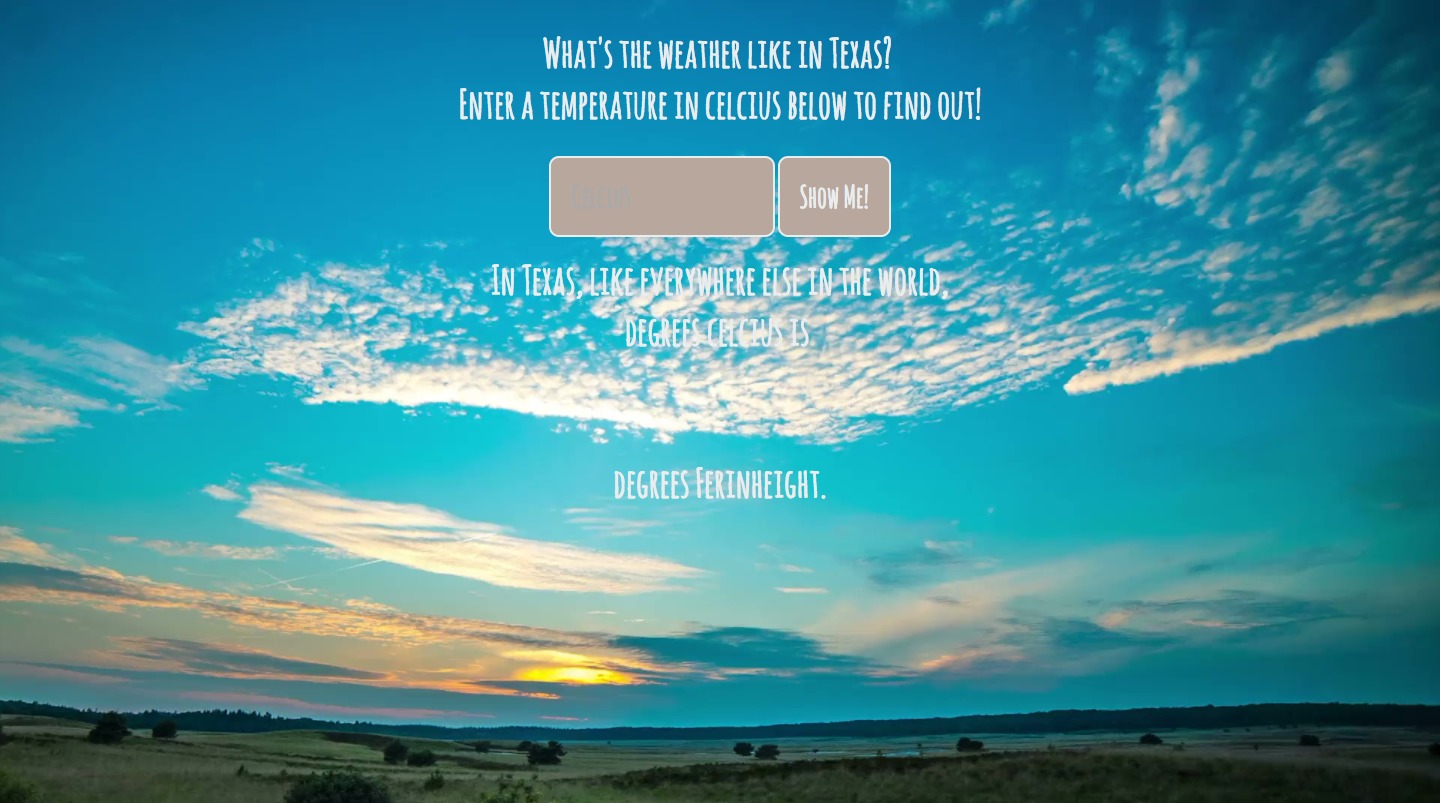 What's the weather like in Texas?
Enter a temperature in celcius below to find out!
Celcius
Show Me!
In Texas, like everywhere else in the world,
degrees celcius is
degrees Ferinheight.